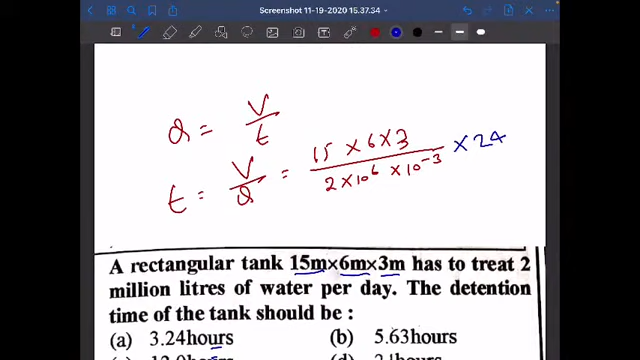 Screenshot 11-19-2020 15.37.34
Q = V/t
t = V/Q = 15 × 6 × 3 / 2 × 10⁶ × 10⁻³ × 24
A rectangular tank 15m×6m×3m has to treat 2
million litres of water per day. The detention
time of the tank should be :
(a) 3.24hours (b) 5.63hours